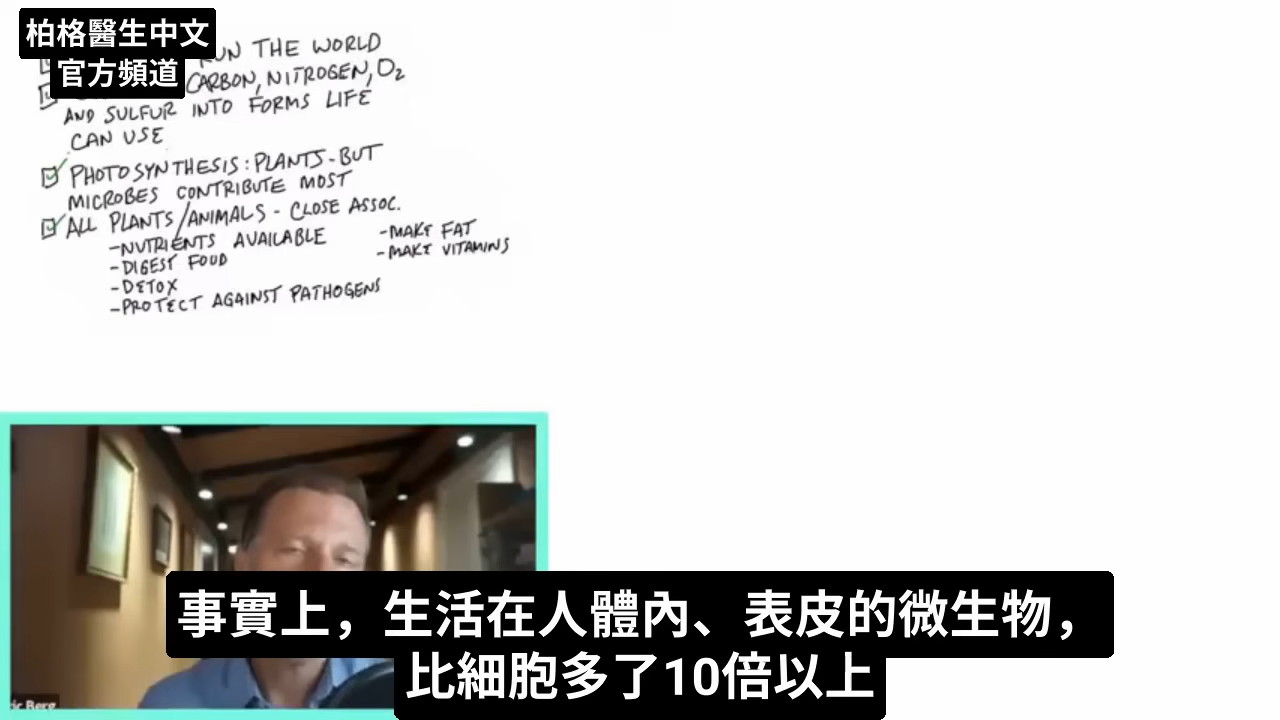 柏格醫生中文
官方頻道
RUN THE WORLD
CARBON, NITROGEN, O2
AND SULFUR INTO FORMS LIFE
CAN USE
PHOTOSYNTHESIS: PLANTS-BUT
MICROBES CONTRIBUTE MOST
ALL PLANTS/ANIMALS - CLOSE ASSOC.
-NUTRIENTS AVAILABLE
-DIGEST FOOD
-DETOX
-PROTECT AGAINST PATHOGENS
-MAKE FAT
-MAKE VITAMINS
事實上，生活在人體內、表皮的微生物，
比細胞多了10倍以上
Berg